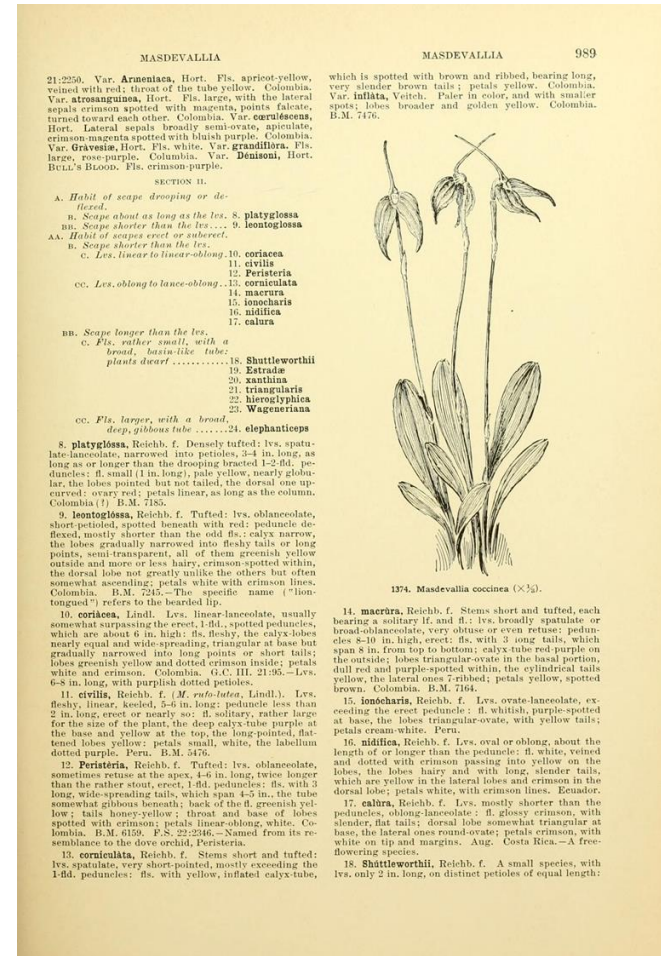 MASDEVALLIA
MASDEVALLIA
989
21:2250. Var. Armeniaca, Hort. Fls. apricot-yellow,
veined with red; throat of the tube yellow. Colombia.
Var. atrosanguinea, Hort. Fls. large, with the lateral
sepals crimson spotted with magenta, points falcate,
turned toward each other. Colombia. Var. cœruléscens,
Hort. Lateral sepals broadly semi-ovate, apiculate,
crimson-magenta spotted with bluish purple. Colombia.
Var. Gràvesiæ, Hort. Fls. white. Var. grandiflòra. Fls.
large, rose-purple. Columbia. Var. Dénisoni, Hort.
BULL'S BLOOD. Fls. crimson-purple.
SECTION II.
A. Habit of scape drooping or de-
flexed.
B. Scape about as long as the lvs. 8. platyglossa
BB. Scape shorter than the lvs.... 9. leontoglossa
AA. Habit of scapes erect or suberect.
B. Scape shorter than the lvs.
C. Lvs. linear to linear-oblong.10. coriacea
11. civilis
12. Peristeria
CC. Lvs. oblong to lance-oblong..13. corniculata
14. macrura
15. ionocharis
16. nidifica
17. calura
BB. Scape longer than the lvs.
C. Fls. rather small, with a
broad, basin-like tube:
plants dwarf ............18. Shuttleworthii
19. Estradæ
20. xanthina
21. triangularis
22. hieroglyphica
23. Wageneriana
CC. Fls. larger, with a broad,
deep, gibbous tube .......24. elephanticeps
8. platyglóssa, Reichb. f. Densely tufted: lvs. spatu-
late-lanceolate, narrowed into petioles, 3-4 in. long, as
long as or longer than the drooping bracted 1-2-fld. pe-
duncles: fl. small (1 in. long), pale yellow, nearly globu-
lar, the lobes pointed but not tailed, the dorsal one up-
curved: ovary red; petals linear, as long as the column.
Colombia (?) B.M. 7185.
9. leontoglóssa, Reichb. f. Tufted: lvs. oblanceolate,
short-petioled, spotted beneath with red: peduncle de-
flexed, mostly shorter than the odd fls.: calyx narrow,
the lobes gradually narrowed into fleshy tails or long
points, semi-transparent, all of them greenish yellow
outside and more or less hairy, crimson-spotted within,
the dorsal lobe not greatly unlike the others but often
somewhat ascending; petals white with crimson lines.
Colombia. B.M. 7245.—The specific name ("lion-
tongued") refers to the bearded lip.
10. coriàcea, Lindl. Lvs. linear-lanceolate, usually
somewhat surpassing the erect, 1-fld., spotted peduncles,
which are about 6 in. high: fls. fleshy, the calyx-lobes
nearly equal and wide-spreading, triangular at base but
gradually narrowed into long points or short tails;
lobes greenish yellow and dotted crimson inside; petals
white and crimson. Colombia. G.C. III. 21:95.—Lvs.
6-8 in. long, with purplish dotted petioles.
11. civílis, Reichb. f. (M. rufo-lutea, Lindl.). Lvs.
fleshy, linear, keeled, 5-6 in. long: peduncle less than
2 in. long, erect or nearly so: fl. solitary, rather large
for the size of the plant, the deep calyx-tube purple at
the base and yellow at the top, the long-pointed, flat-
tened lobes yellow: petals small, white, the labellum
dotted purple. Peru. B.M. 5476.
12. Peristéria, Reichb. f. Tufted: lvs. oblanceolate,
sometimes retuse at the apex, 4-6 in. long, twice longer
than the rather stout, erect, 1-fld. peduncles: fls. with 3
long, wide-spreading tails, which span 4-5 in., the tube
somewhat gibbous beneath; back of the fl. greenish yel-
low; tails honey-yellow; throat and base of lobes
spotted with crimson; petals linear-oblong, white. Co-
lombia. B.M. 6159. F.S. 22:2346.—Named from its re-
semblance to the dove orchid, Peristeria.
13. corniculàta, Reichb. f. Stems short and tufted:
lvs. spatulate, very short-pointed, mostly exceeding the
1-fld. peduncles: fls. with yellow, inflated calyx-tube,
which is spotted with brown and ribbed, bearing long,
very slender brown tails; petals yellow. Colombia.
Var. inflàta, Veitch. Paler in color, and with smaller
spots; lobes broader and golden yellow. Colombia.
B.M. 7476.
1374. Masdevallia coccinea (×⅓).
14. macrùra, Reichb. f. Stems short and tufted, each
bearing a solitary lf. and fl.: lvs. broadly spatulate or
broad-oblanceolate, very obtuse or even retuse: pedun-
cles 8-10 in. high, erect: fls. with 3 long tails, which
span 8 in. from top to bottom; calyx-tube red-purple on
the outside; lobes triangular-ovate in the basal portion,
dull red and purple-spotted within, the cylindrical tails
yellow, the lateral ones 7-ribbed; petals yellow, spotted
brown. Colombia. B.M. 7164.
15. ionócharis, Reichb. f. Lvs. ovate-lanceolate, ex-
ceeding the erect peduncle: fl. whitish, purple-spotted
at base, the lobes triangular-ovate, with yellow tails;
petals cream-white. Peru.
16. nidífica, Reichb. f. Lvs. oval or oblong, about the
length of or longer than the peduncle: fl. white, veined
and dotted with crimson passing into yellow on the
lobes, the lobes hairy and with long, slender tails,
which are yellow in the lateral lobes and crimson in the
dorsal lobe; petals white, with crimson lines. Ecuador.
17. calùra, Reichb. f. Lvs. mostly shorter than the
peduncles, oblong-lanceolate: fl. glossy crimson, with
slender, flat tails; dorsal lobe somewhat triangular at
base, the lateral ones round-ovate; petals crimson, with
white on tip and margins. Aug. Costa Rica.—A free-
flowering species.
18. Shúttleworthii, Reichb. f. A small species, with
lvs. only 2 in. long, on distinct petioles of equal length: